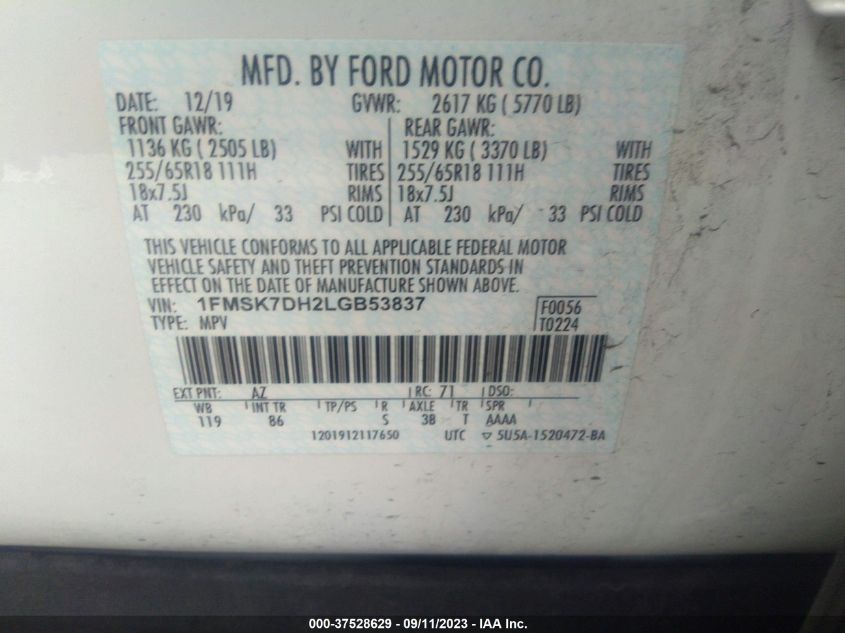 MFD. BY FORD MOTOR CO.
DATE: 12/19 GVWR: 2617 KG ( 5770 LB)
FRONT GAWR: REAR GAWR:
1136 KG ( 2505 LB) WITH 1529 KG ( 3370 LB) WITH
255/65R18 111H TIRES 255/65R18 111H TIRES
18x7.5J RIMS 18x7.5J RIMS
AT 230 kPa/ 33 PSI COLD AT 230 kPa/ 33 PSI COLD
THIS VEHICLE CONFORMS TO ALL APPLICABLE FEDERAL MOTOR
VEHICLE SAFETY AND THEFT PREVENTION STANDARDS IN
EFFECT ON THE DATE OF MANUFACTURE SHOWN ABOVE.
VIN: 1FMSK7DH2LGB53837 F0056
TYPE: MPV T0224
EXT PNT: AZ RC: 71 DSO:
WB INT TR TP/PS R AXLE TR SPR
119 86 S 3B T AAAA
1201912117650 UTC ▽ 5U5A-1520472-BA
000-37528629 - 09/11/2023 - IAA Inc.